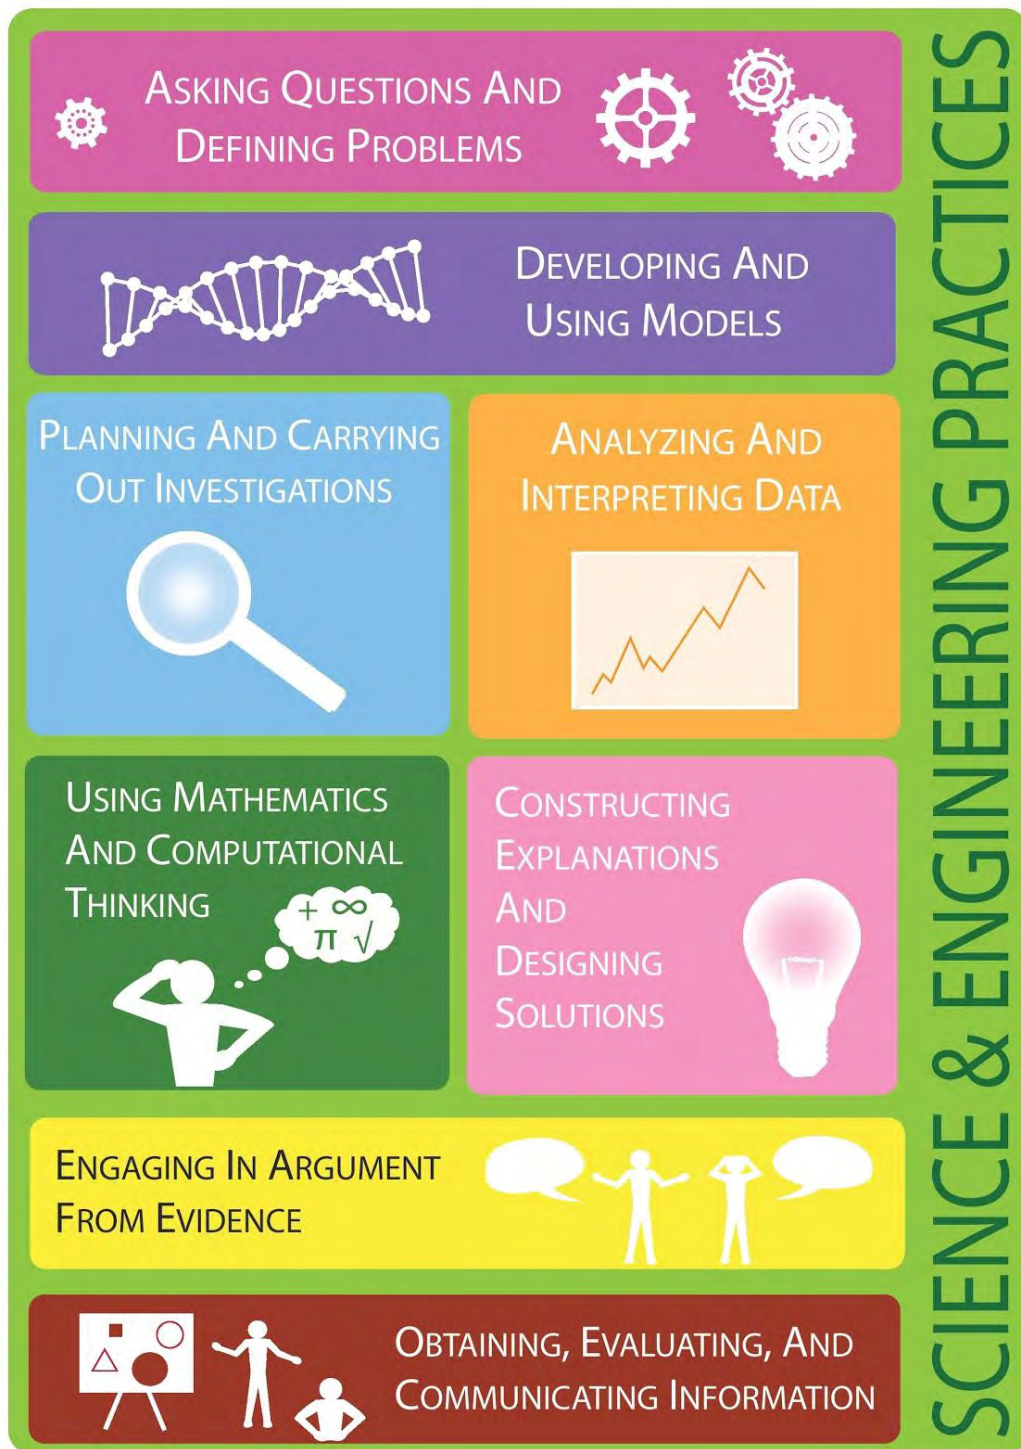 Asking Questions And
Defining Problems
Developing And
Using Models
Planning And Carrying
Out Investigations
Analyzing And
Interpreting Data
Using Mathematics
And Computational
Thinking
+ ∞
π √
Constructing
Explanations
And
Designing
Solutions
Engaging In Argument
From Evidence
Obtaining, Evaluating, And
Communicating Information
SCIENCE & ENGINEERING PRACTICES